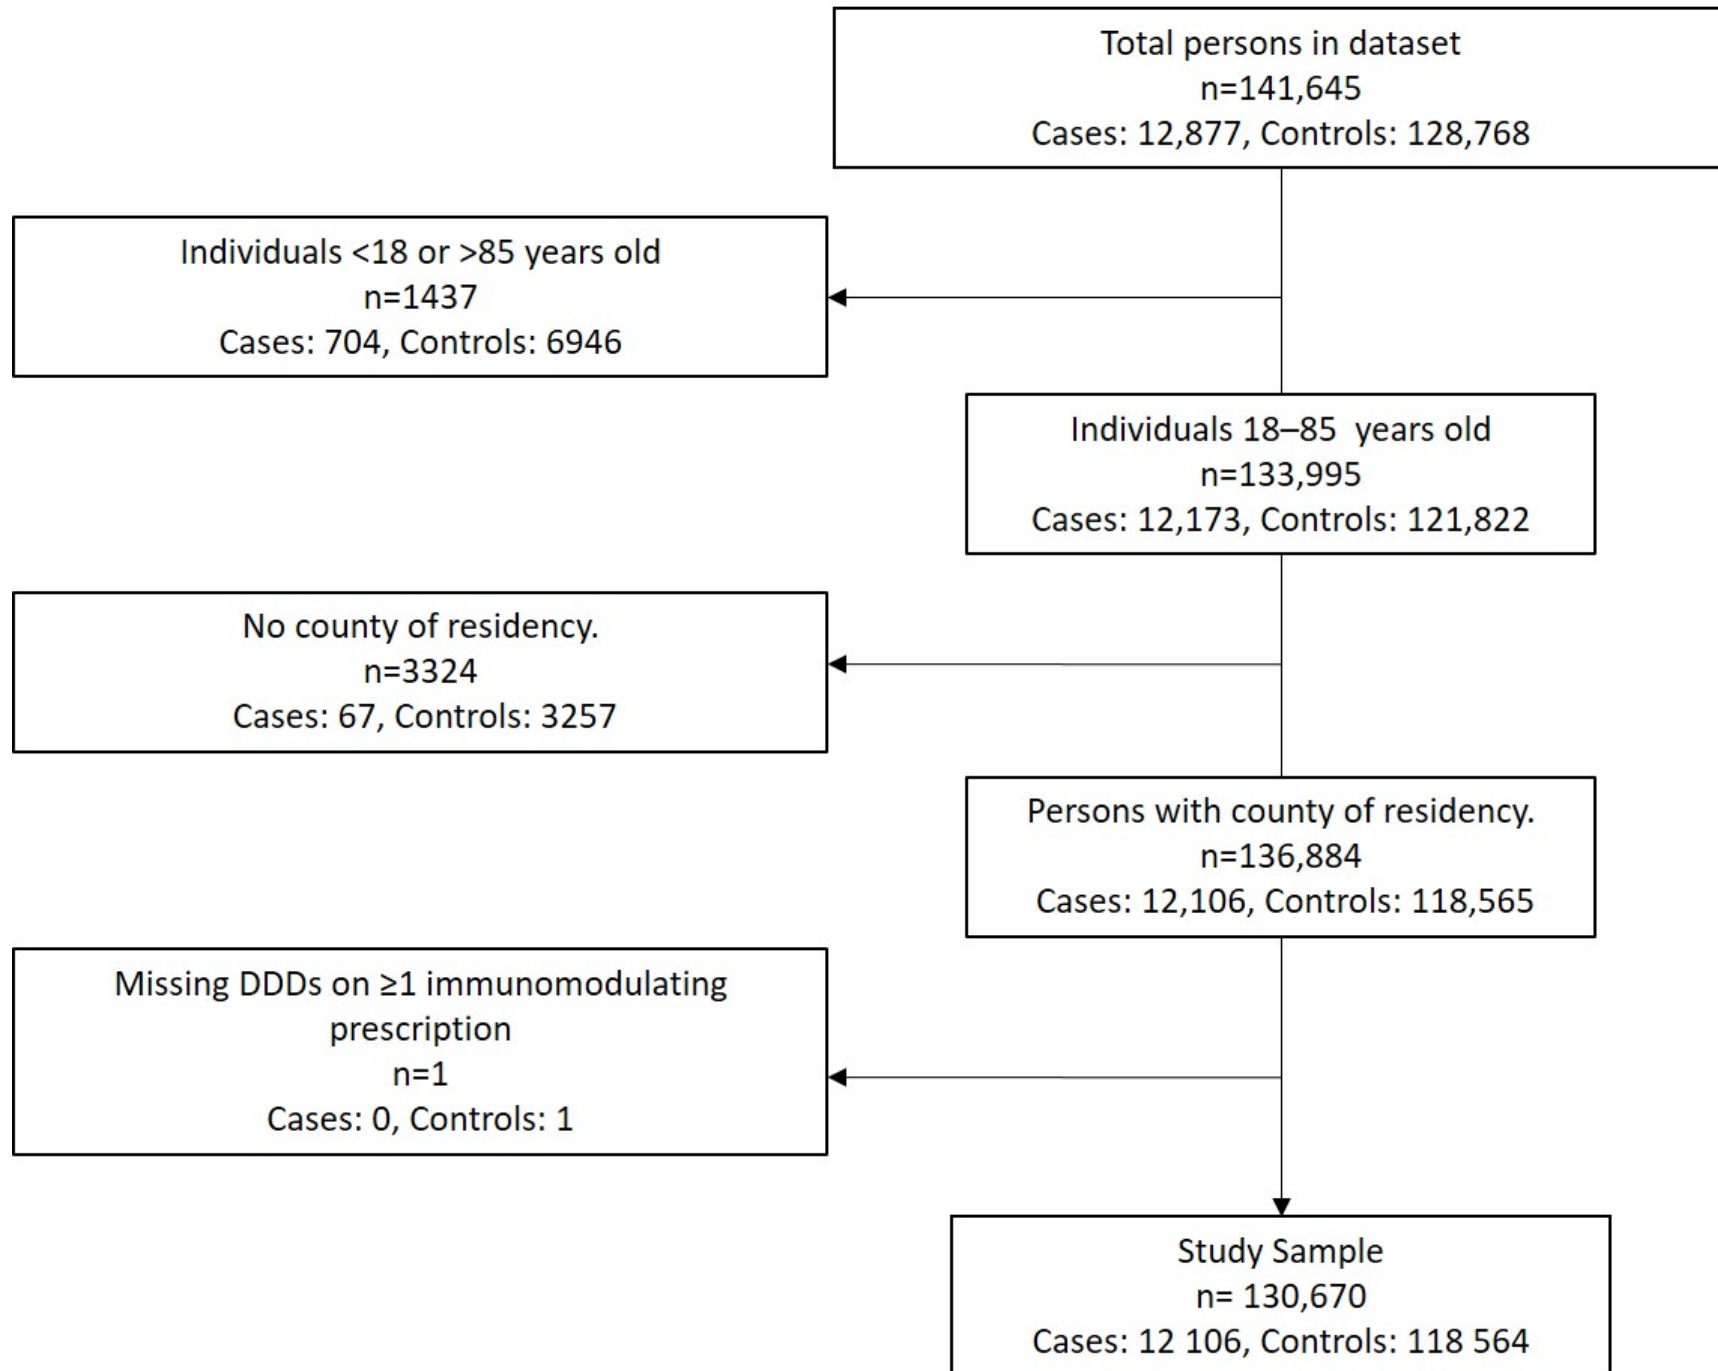 Total persons in dataset
n=141,645
Cases: 12,877, Controls: 128,768
Individuals <18 or >85 years old
n=1437
Cases: 704, Controls: 6946
Individuals 18–85  years old
n=133,995
Cases: 12,173, Controls: 121,822
No county of residency.
n=3324
Cases: 67, Controls: 3257
Persons with county of residency.
n=136,884
Cases: 12,106, Controls: 118,565
Missing DDDs on ≥1 immunomodulating
prescription
n=1
Cases: 0, Controls: 1
Study Sample
n= 130,670
Cases: 12 106, Controls: 118 564